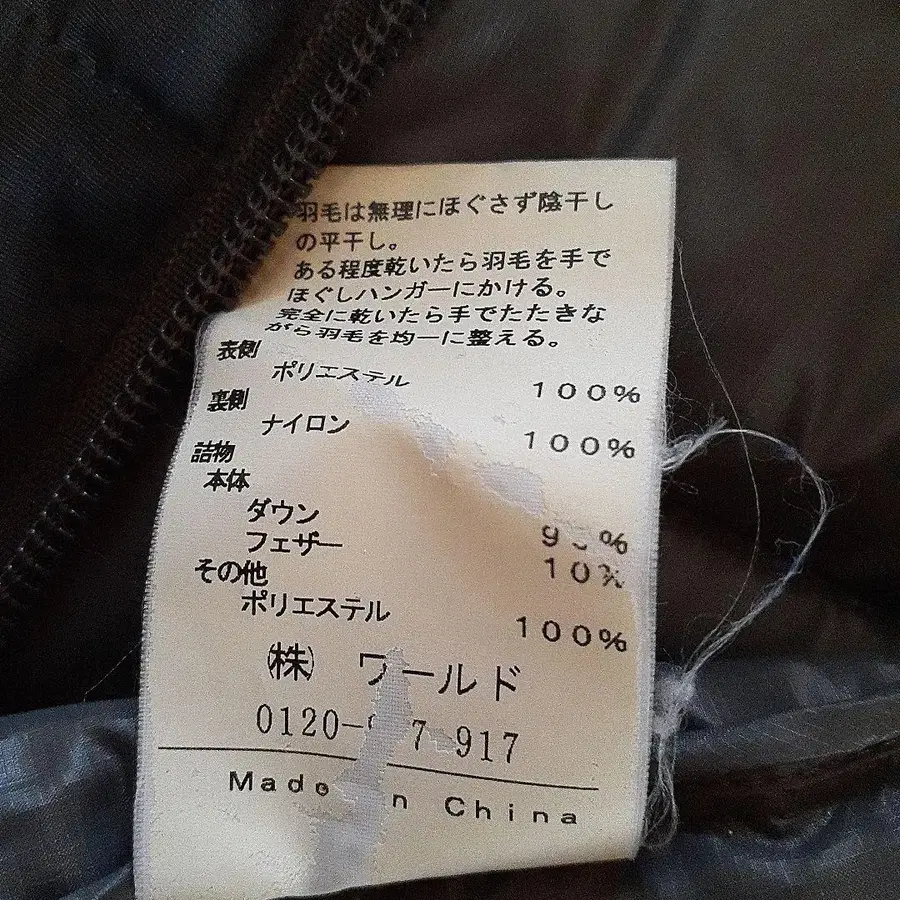 羽毛は無理にほぐさず陰干し
の平干し。
ある程度乾いたら羽毛を手で
ほぐしハンガーにかける。
完全に乾いたら手でたたきな
がら羽毛を均一に整える。
表側
ポリエステル 100%
裏側
ナイロン 100%
詰物
本体
ダウン
フェザー 10%
その他
ポリエステル 100%
㈱ ワールド
917
Made in China